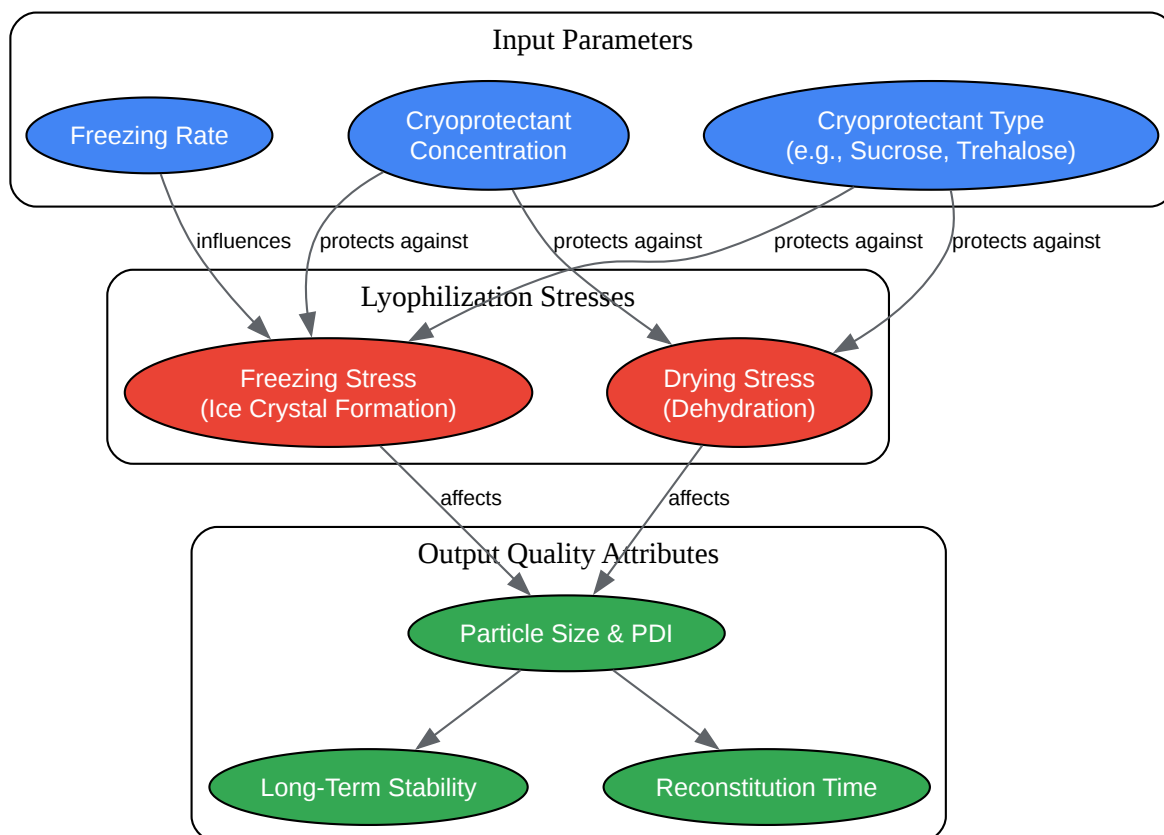 Input Parameters
Freezing Rate
Cryoprotectant
Concentration
Cryoprotectant Type
(e.g., Sucrose, Trehalose)
influences
protects against
protects against
protects against
protects against
Lyophilization Stresses
Freezing Stress
(Ice Crystal Formation)
Drying Stress
(Dehydration)
affects
affects
Output Quality Attributes
Particle Size & PDI
Long-Term Stability
Reconstitution Time